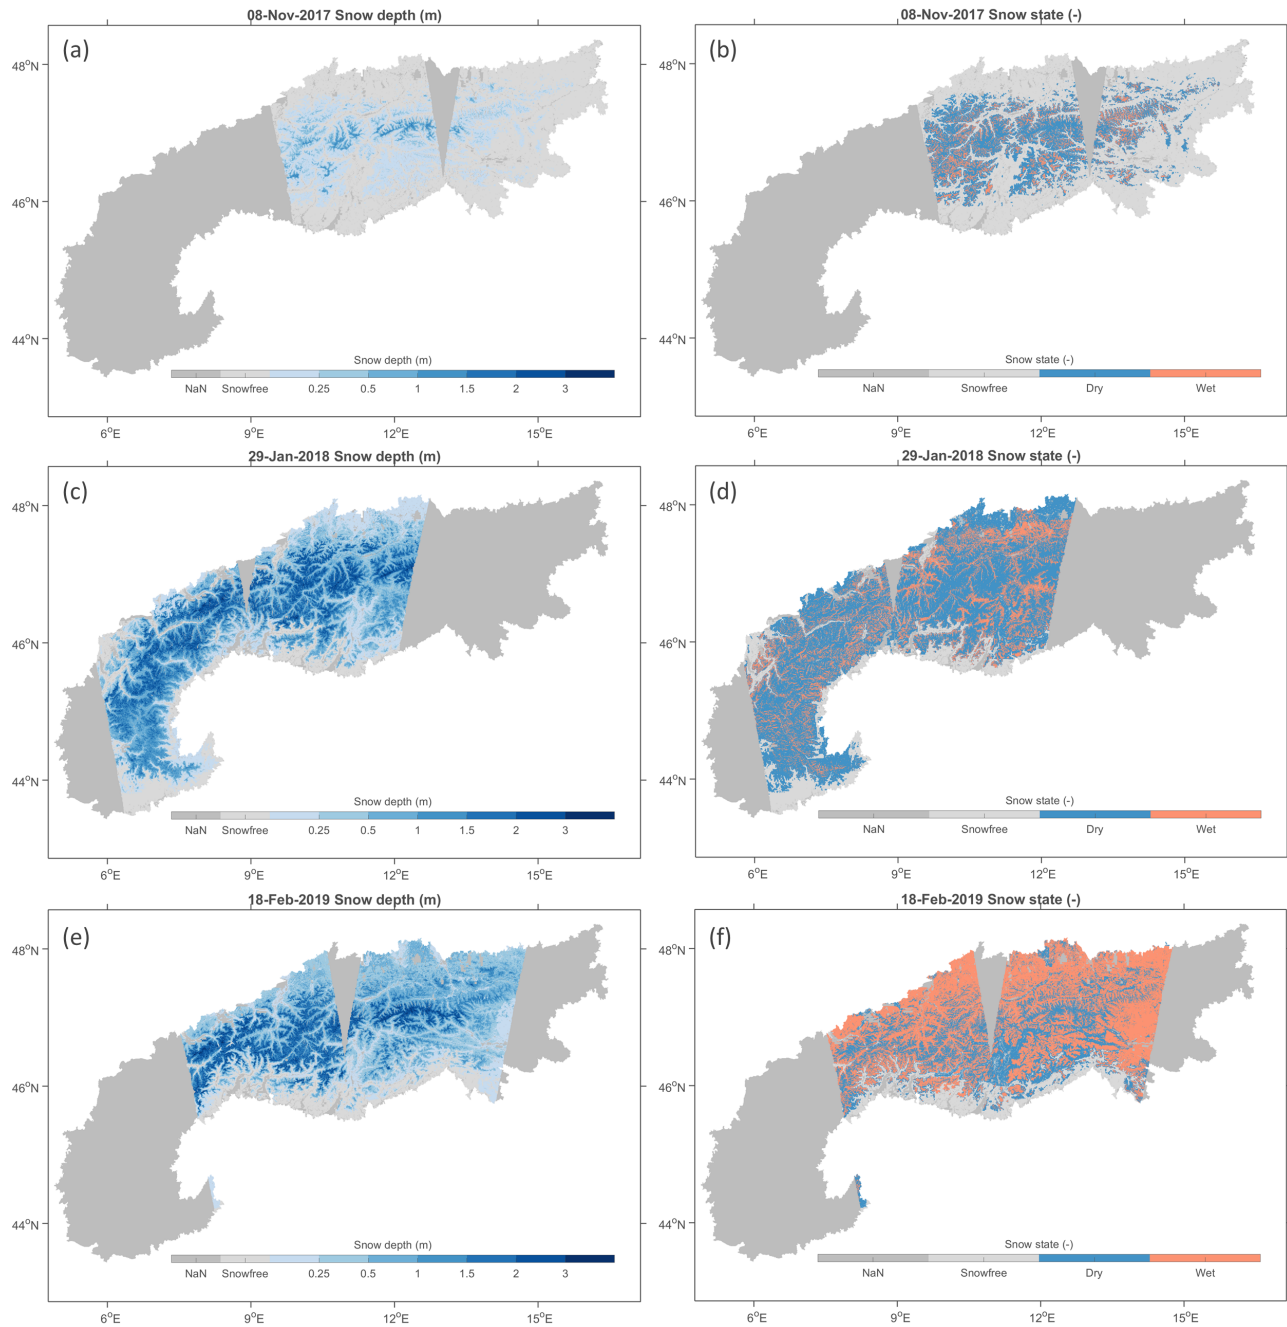 08-Nov-2017 Snow depth (m)
(a)
48°N
46°N
44°N
Snow depth (m)
NaN Snowfree 0.25 0.5 1 1.5 2 3
6°E 9°E 12°E 15°E
08-Nov-2017 Snow state (-)
(b)
48°N
46°N
44°N
Snow state (-)
NaN Snowfree Dry Wet
6°E 9°E 12°E 15°E
29-Jan-2018 Snow depth (m)
(c)
48°N
46°N
44°N
Snow depth (m)
NaN Snowfree 0.25 0.5 1 1.5 2 3
6°E 9°E 12°E 15°E
29-Jan-2018 Snow state (-)
(d)
48°N
46°N
44°N
Snow state (-)
NaN Snowfree Dry Wet
6°E 9°E 12°E 15°E
18-Feb-2019 Snow depth (m)
(e)
48°N
46°N
44°N
Snow depth (m)
NaN Snowfree 0.25 0.5 1 1.5 2 3
6°E 9°E 12°E 15°E
18-Feb-2019 Snow state (-)
(f)
48°N
46°N
44°N
Snow state (-)
NaN Snowfree Dry Wet
6°E 9°E 12°E 15°E